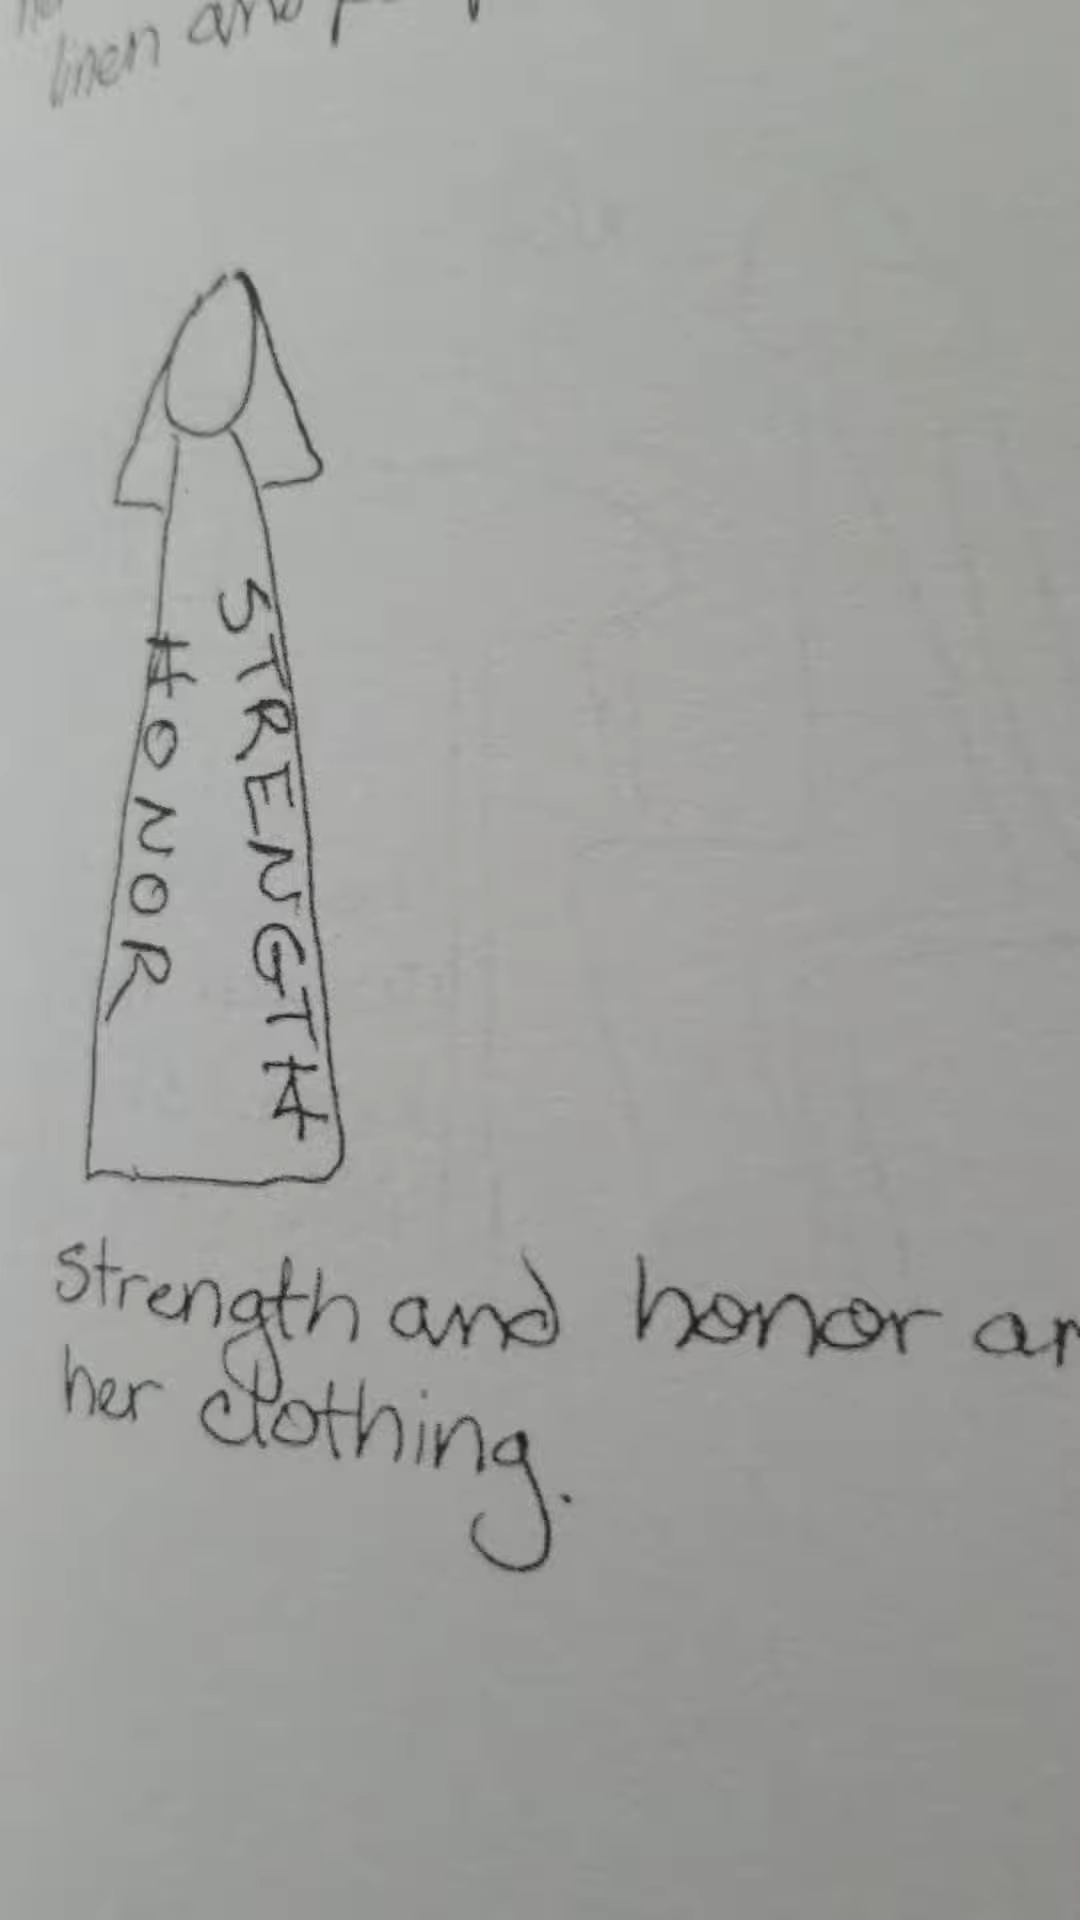 linen and
HONOR
STRENGTH
strength and honor ar
her clothing.